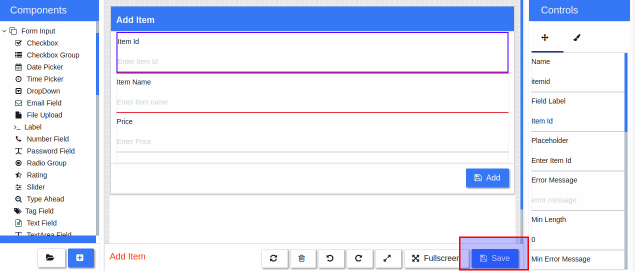 Components
Form Input
Checkbox
Checkbox Group
Date Picker
Time Picker
DropDown
Email Field
File Upload
Label
Number Field
Password Field
Radio Group
Rating
Slider
Type Ahead
Tag Field
Text Field
TextArea Field
Add Item
Item Id
Enter Item Id
Item Name
Enter item name
Price
Enter Price
Add
Add Item
Fullscreen
Save
Controls
Name
itemid
Field Label
Item Id
Placeholder
Enter Item Id
Error Message
error message
Min Length
0
Min Error Message